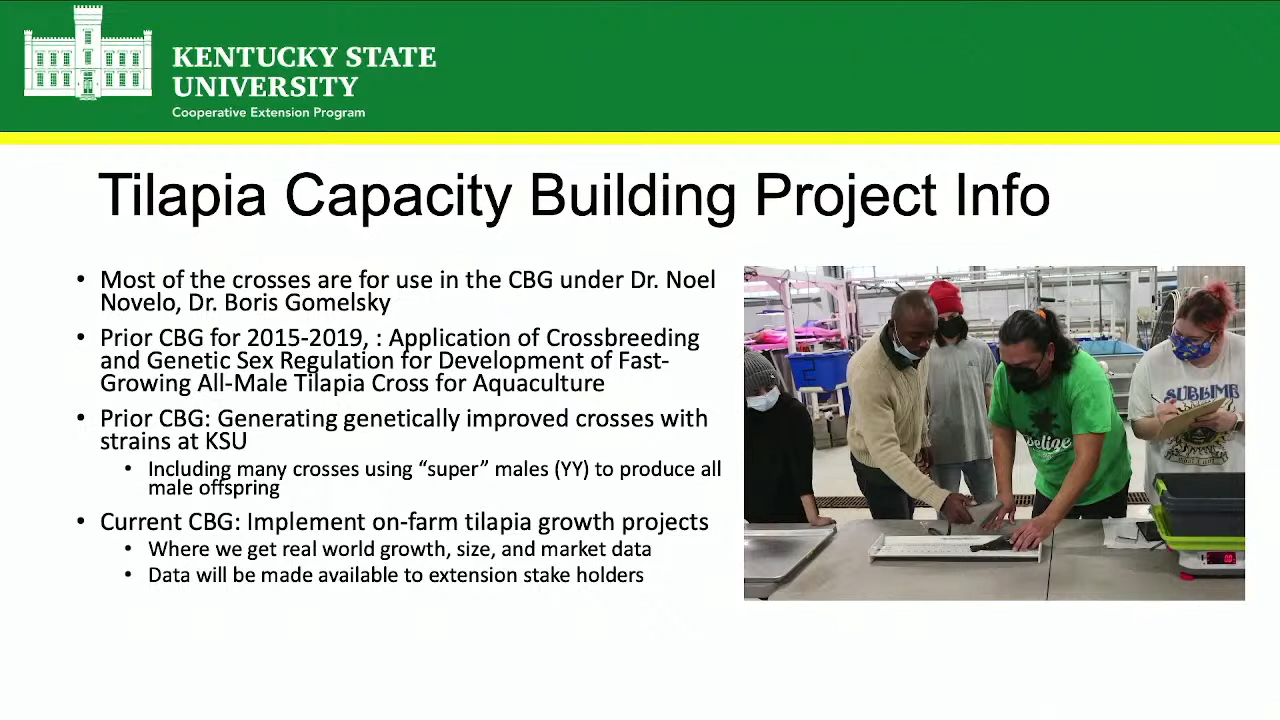 KENTUCKY STATE
UNIVERSITY
Cooperative Extension Program
Tilapia Capacity Building Project Info
• Most of the crosses are for use in the CBG under Dr. Noel
Novelo, Dr. Boris Gomelsky
• Prior CBG for 2015-2019, : Application of Crossbreeding
and Genetic Sex Regulation for Development of Fast-
Growing All-Male Tilapia Cross for Aquaculture
• Prior CBG: Generating genetically improved crosses with
strains at KSU
• Including many crosses using “super” males (YY) to produce all
male offspring
• Current CBG: Implement on-farm tilapia growth projects
• Where we get real world growth, size, and market data
• Data will be made available to extension stake holders
2
Belize
SUBLIME